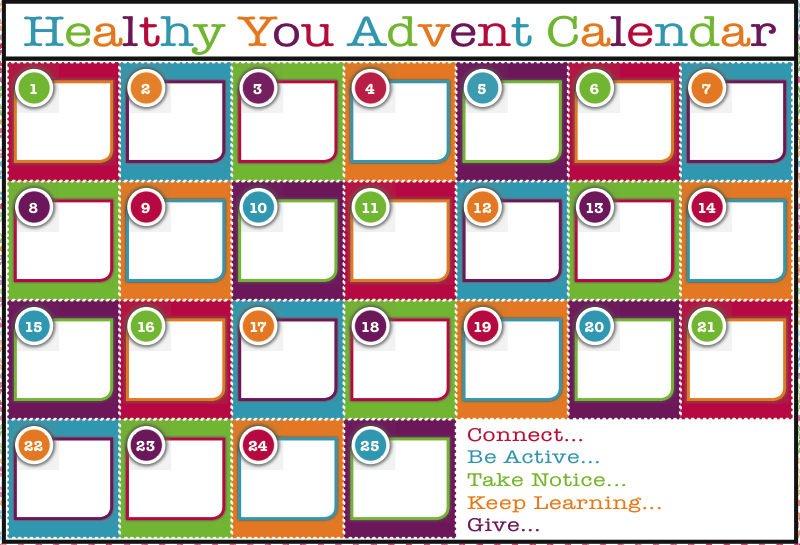 Healthy You Advent Calendar
1 2 3 4 5 6 7
8 9 10 11 12 13 14
15 16 17 18 19 20 21
22 23 24 25
Connect...
Be Active...
Take Notice...
Keep Learning...
Give...